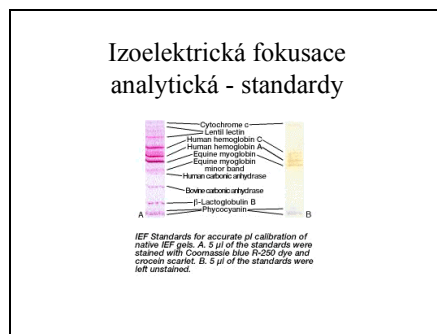 Izoelektrická fokusace
analytická - standardy
Cytochrome c
Lentil lectin
Human hemoglobin C
Human hemoglobin A
Equine myoglobin
Equine myoglobin
minor band
Human carbonic anhydrase
Bovine carbonic anhydrase
β-Lactoglobulin B
Phycocyanin
A
B
IEF Standards for accurate pI calibration of
native IEF gels. A. 5 µl of the standards were
stained with Coomassie blue R-250 dye and
crocein scarlet. B. 5 µl of the standards were
left unstained.